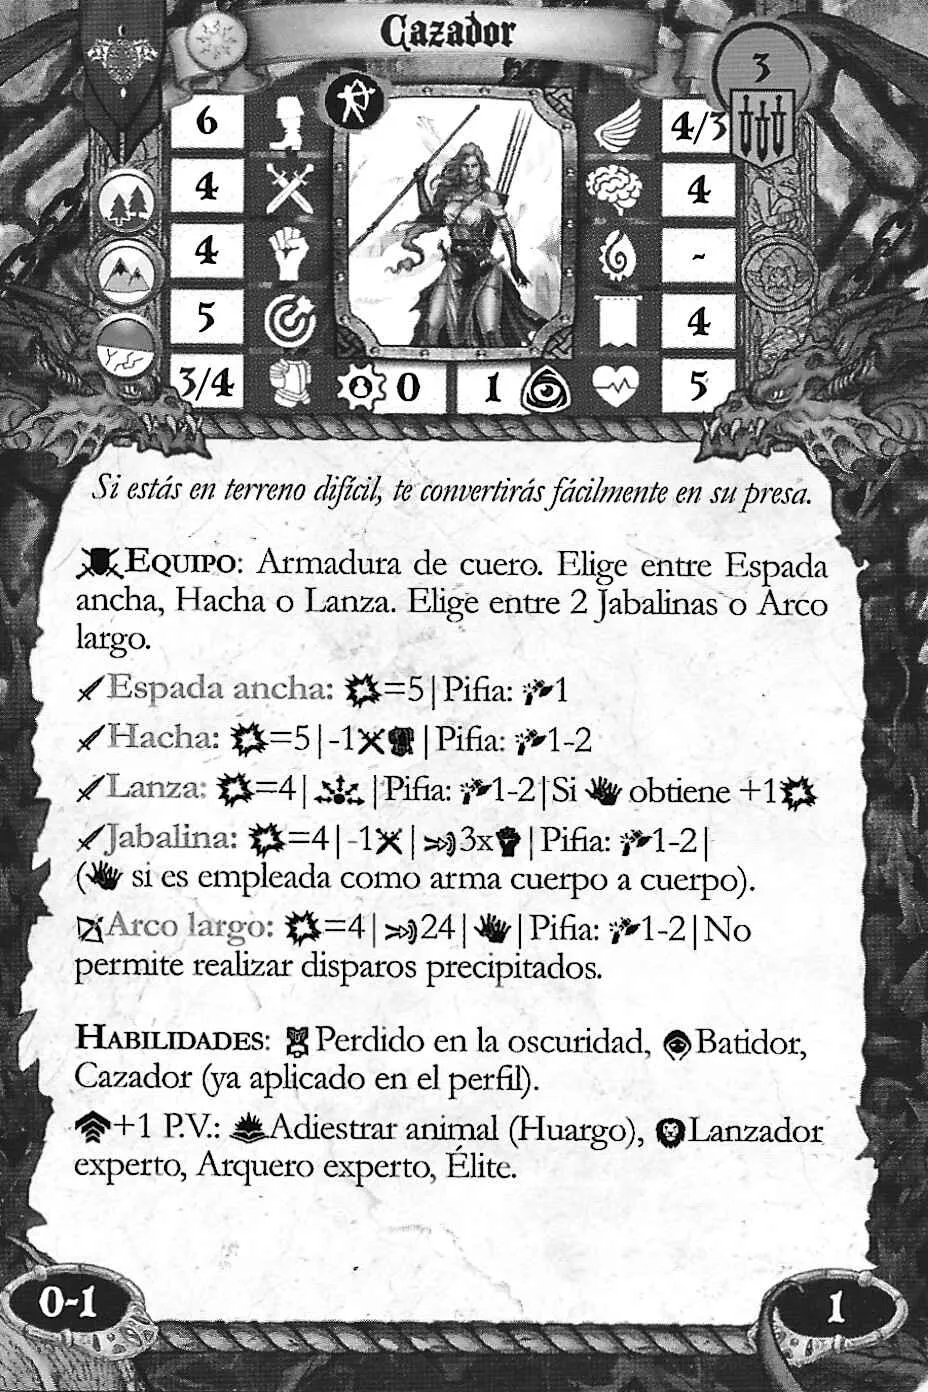 Cazador
3
6
4/3
4
4
4
-
5
4
3/4
0
1
5
Si estás en terreno difícil, te convertirás fácilmente en su presa.
EQUIPO: Armadura de cuero. Elige entre Espada
ancha, Hacha o Lanza. Elige entre 2 Jabalinas o Arco
largo.
Espada ancha: =5|Pifia: 1
Hacha: =5|-1 |Pifia: 1-2
Lanza: =4| |Pifia: 1-2|Si obtiene +1
Jabalina: =4|-1 | 3x |Pifia: 1-2|
( si es empleada como arma cuerpo a cuerpo).
Arco largo: =4| 24| |Pifia: 1-2|No
permite realizar disparos precipitados.
HABILIDADES: Perdido en la oscuridad, Batidor,
Cazador (ya aplicado en el perfil).
+1 P.V.: Adiestrar animal (Huargo), Lanzador
experto, Arquero experto, Élite.
0-1
1